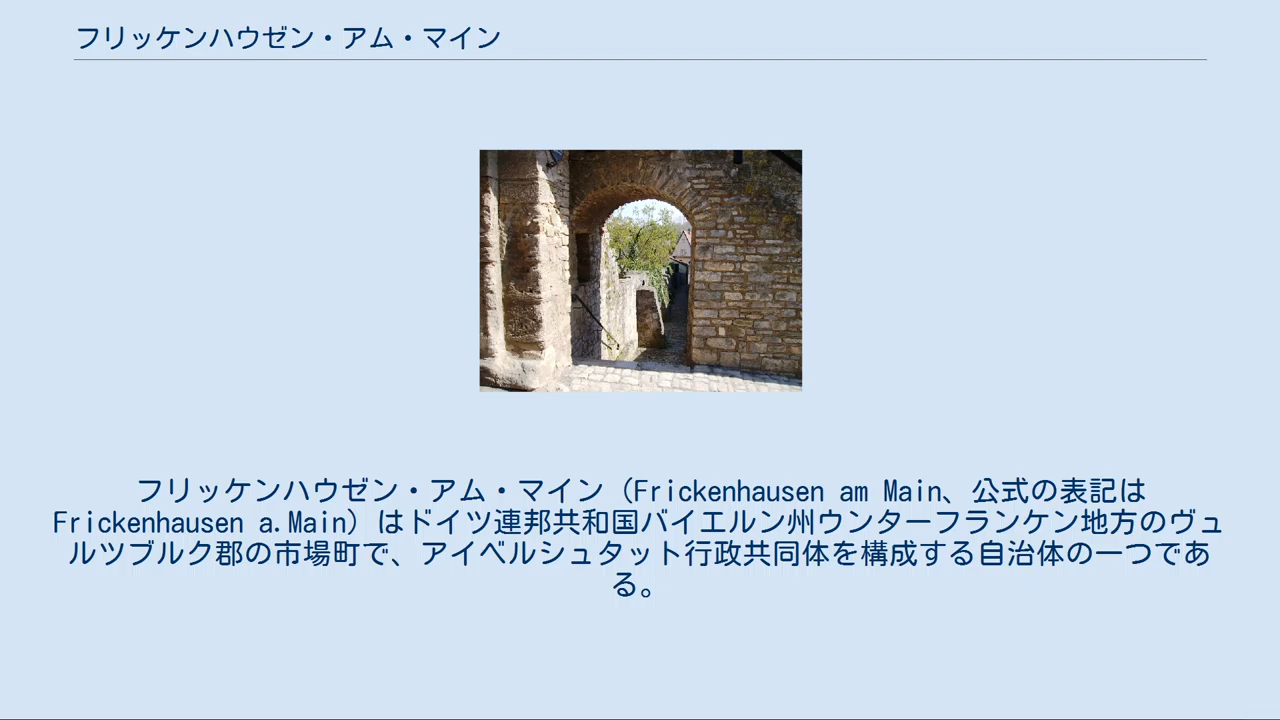 フリッケンハウゼン・アム・マイン
フリッケンハウゼン・アム・マイン（Frickenhausen am Main、公式の表記は
Frickenhausen a.Main）はドイツ連邦共和国バイエルン州ウンターフランケン地方のヴュ
ルツブルク郡の市場町で、アイベルシュタット行政共同体を構成する自治体の一つであ
る。